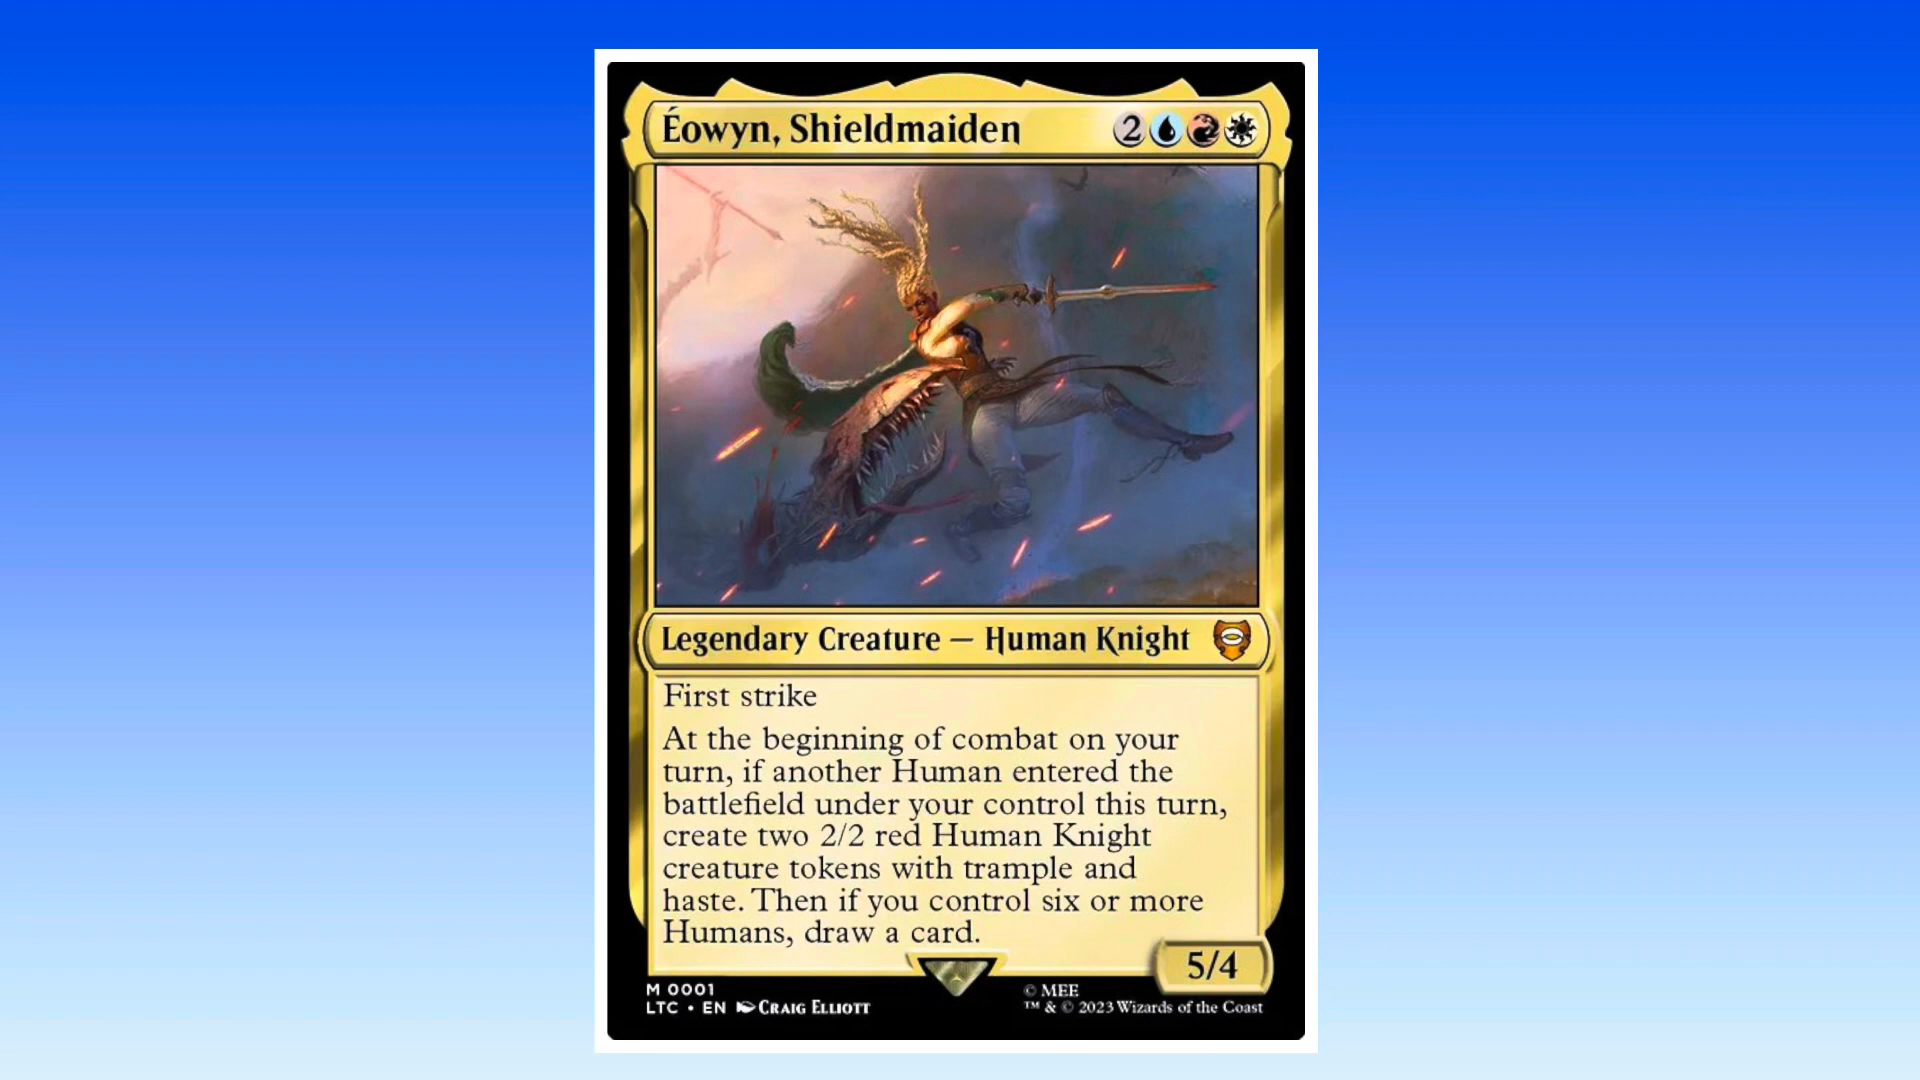 Éowyn, Shieldmaiden 2
Legendary Creature — Human Knight
First strike
At the beginning of combat on your
turn, if another Human entered the
battlefield under your control this turn,
create two 2/2 red Human Knight
creature tokens with trample and
haste. Then if you control six or more
Humans, draw a card.
5/4
M 0001
LTC • EN Craig Elliott
© MEE
™ & © 2023 Wizards of the Coast